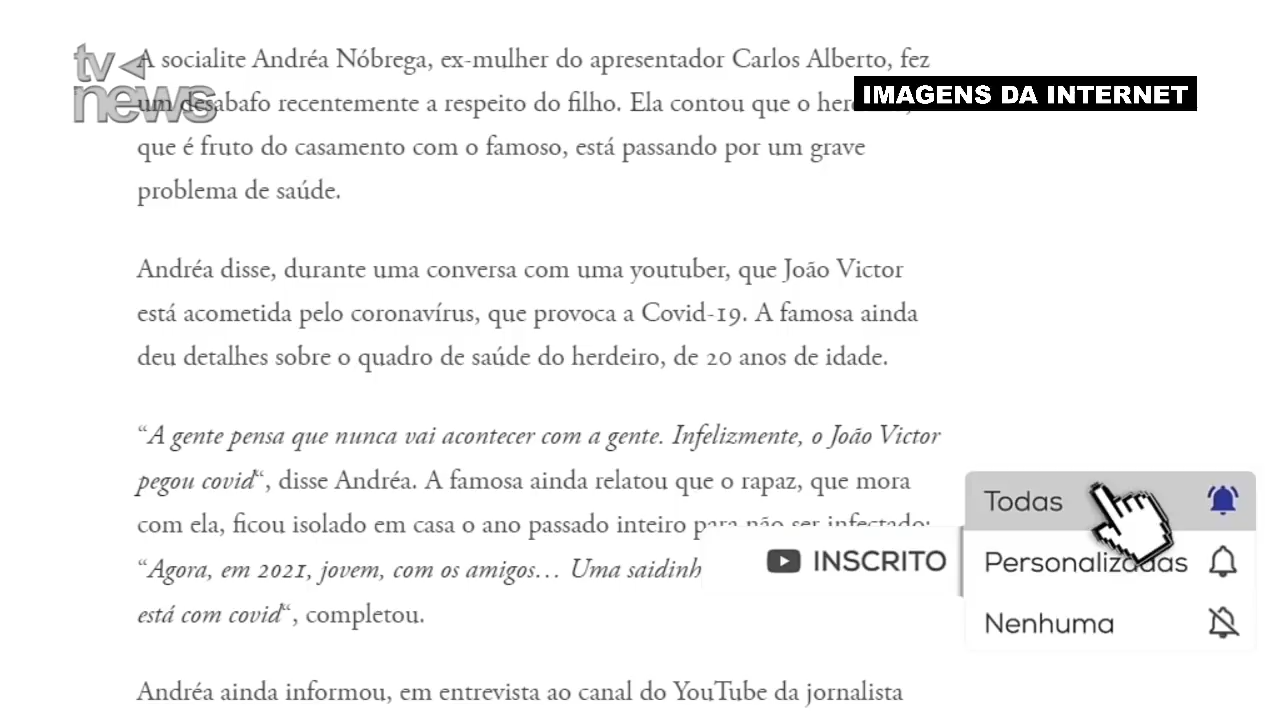 tv
news
IMAGENS DA INTERNET
A socialite Andréa Nóbrega, ex-mulher do apresentador Carlos Alberto, fez
um desabafo recentemente a respeito do filho. Ela contou que o
que é fruto do casamento com o famoso, está passando por um grave
problema de saúde.
Andréa disse, durante uma conversa com uma youtuber, que João Victor
está acometida pelo coronavírus, que provoca a Covid-19. A famosa ainda
deu detalhes sobre o quadro de saúde do herdeiro, de 20 anos de idade.
“A gente pensa que nunca vai acontecer com a gente. Infelizmente, o João Victor
pegou covid“, disse Andréa. A famosa ainda relatou que o rapaz, que mora
com ela, ficou isolado em casa o ano passado inteiro para não ser infectado:
“Agora, em 2021, jovem, com os amigos… Uma saidinh
está com covid“, completou.
Andréa ainda informou, em entrevista ao canal do YouTube da jornalista
INSCRITO
Todas
Personalizadas
Nenhuma